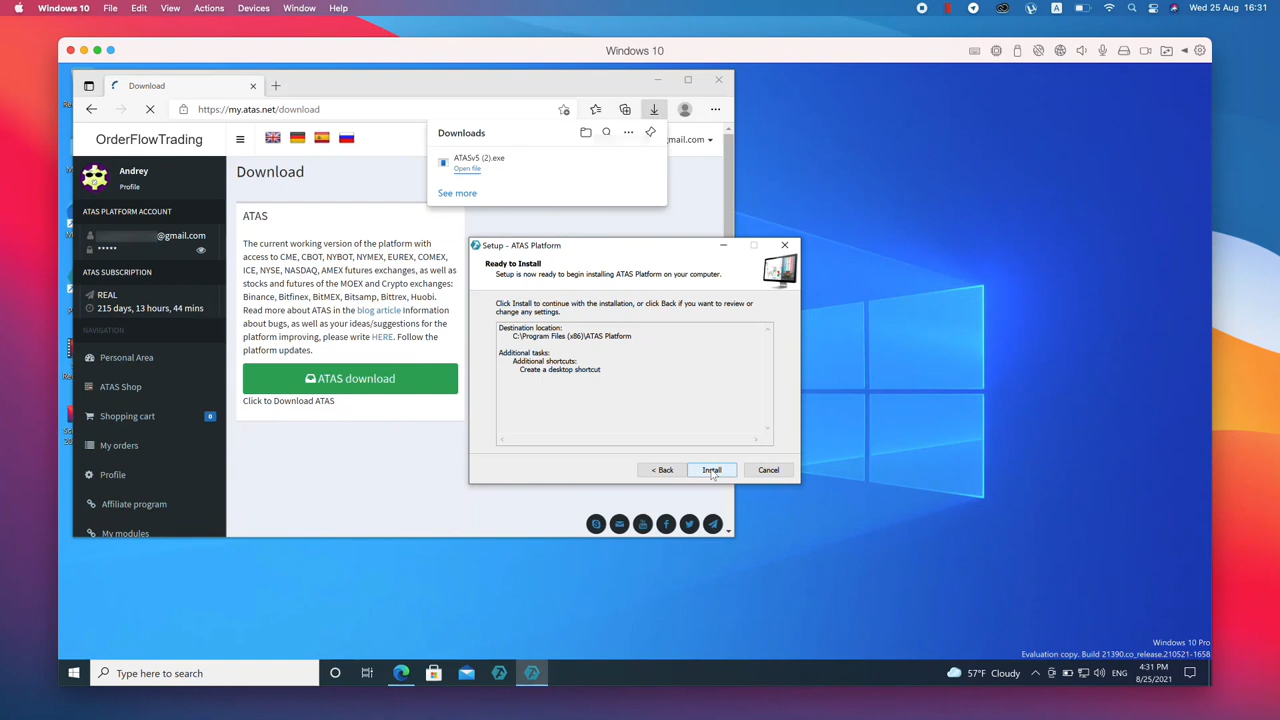 Windows 10 File Edit View Actions Devices Window Help
A
Wed 25 Aug 16:31
Windows 10
Download
https://my.atas.net/download
OrderFlowTrading
Andrey
Profile
ATAS PLATFORM ACCOUNT
@gmail.com
*****
ATAS SUBSCRIPTION
REAL
215 days, 13 hours, 44 mins
NAVIGATION
Personal Area
ATAS Shop
Shopping cart
0
My orders
Profile
Affiliate program
My modules
Download
ATAS
The current working version of the platform with
access to CME, CBOT, NYBOT, NYMEX, EUREX, COMEX,
ICE, NYSE, NASDAQ, AMEX futures exchanges, as well as
stocks and futures of the MOEX and Crypto exchanges:
Binance, Bitfinex, BitMEX, Bitsamp, Bittrex, Huobi.
Read more about ATAS in the blog article Information
about bugs, as well as your ideas/suggestions for the
platform improving, please write HERE. Follow the
platform updates.
ATAS download
Click to Download ATAS
mail.com
Downloads
ATASv5 (2).exe
Open file
See more
Setup - ATAS Platform
Ready to Install
Setup is now ready to begin installing ATAS Platform on your computer.
Click Install to continue with the installation, or click Back if you want to review or
change any settings.
Destination location:
C:\Program Files (x86)\ATAS Platform
Additional tasks:
Additional shortcuts:
Create a desktop shortcut
< Back
Install
Cancel
Windows 10 Pro
Evaluation copy. Build 21390.co_release.210521-1658
Type here to search
57°F Cloudy
ENG
4:31 PM
8/25/2021